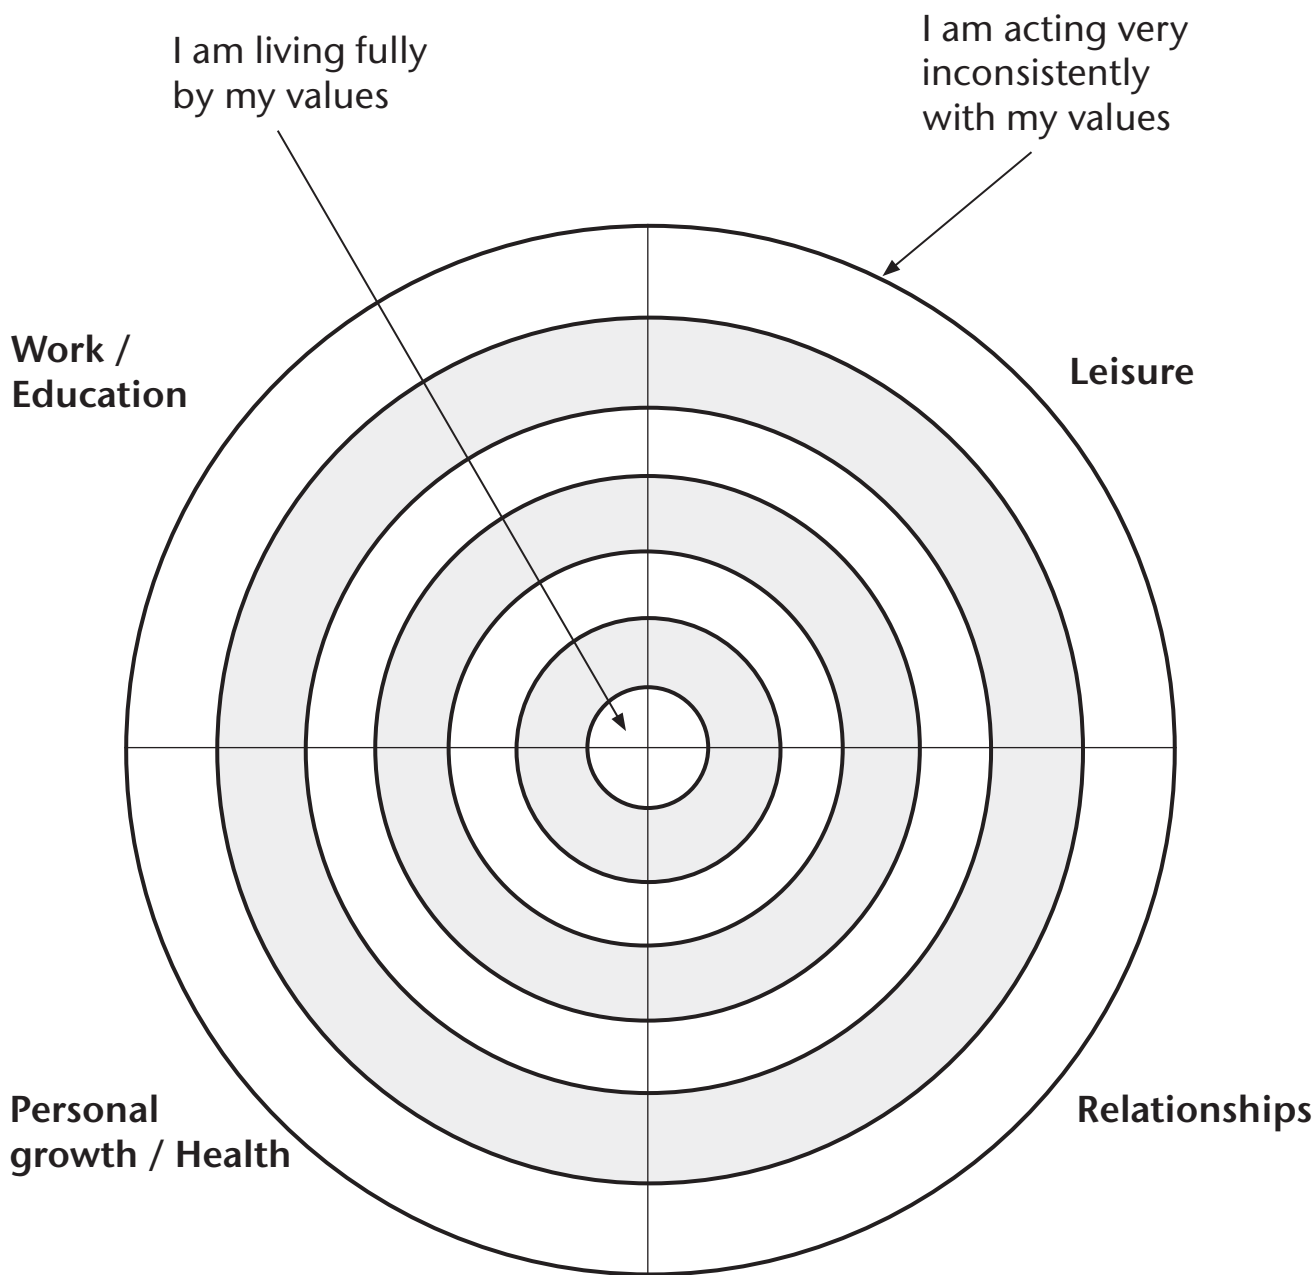 I am living fully
by my values
I am acting very
inconsistently
with my values
Work /
Education
Leisure
Personal
growth / Health
Relationships